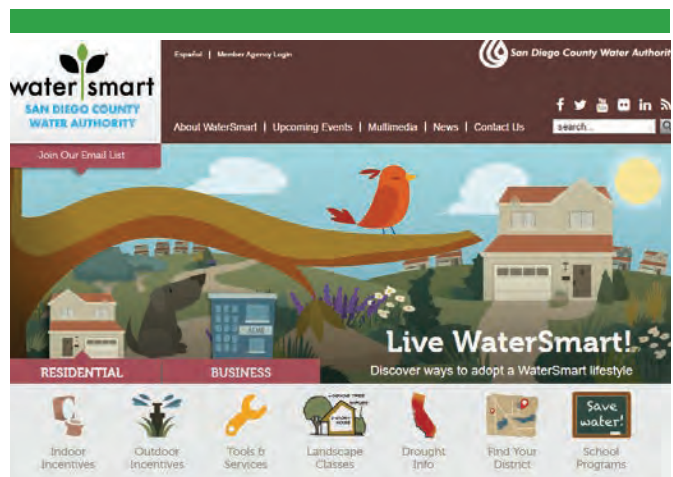 Español | Member Agency Login
San Diego County Water Authority
water smart
SAN DIEGO COUNTY
WATER AUTHORITY
About WaterSmart | Upcoming Events | Multimedia | News | Contact Us
search...
Join Our Email List
ACME
Live WaterSmart!
Discover ways to adopt a WaterSmart lifestyle
RESIDENTIAL
BUSINESS
Save
water!
Indoor
Incentives
Outdoor
Incentives
Tools &
Services
Landscape
Classes
Drought
Info
Find Your
District
School
Programs